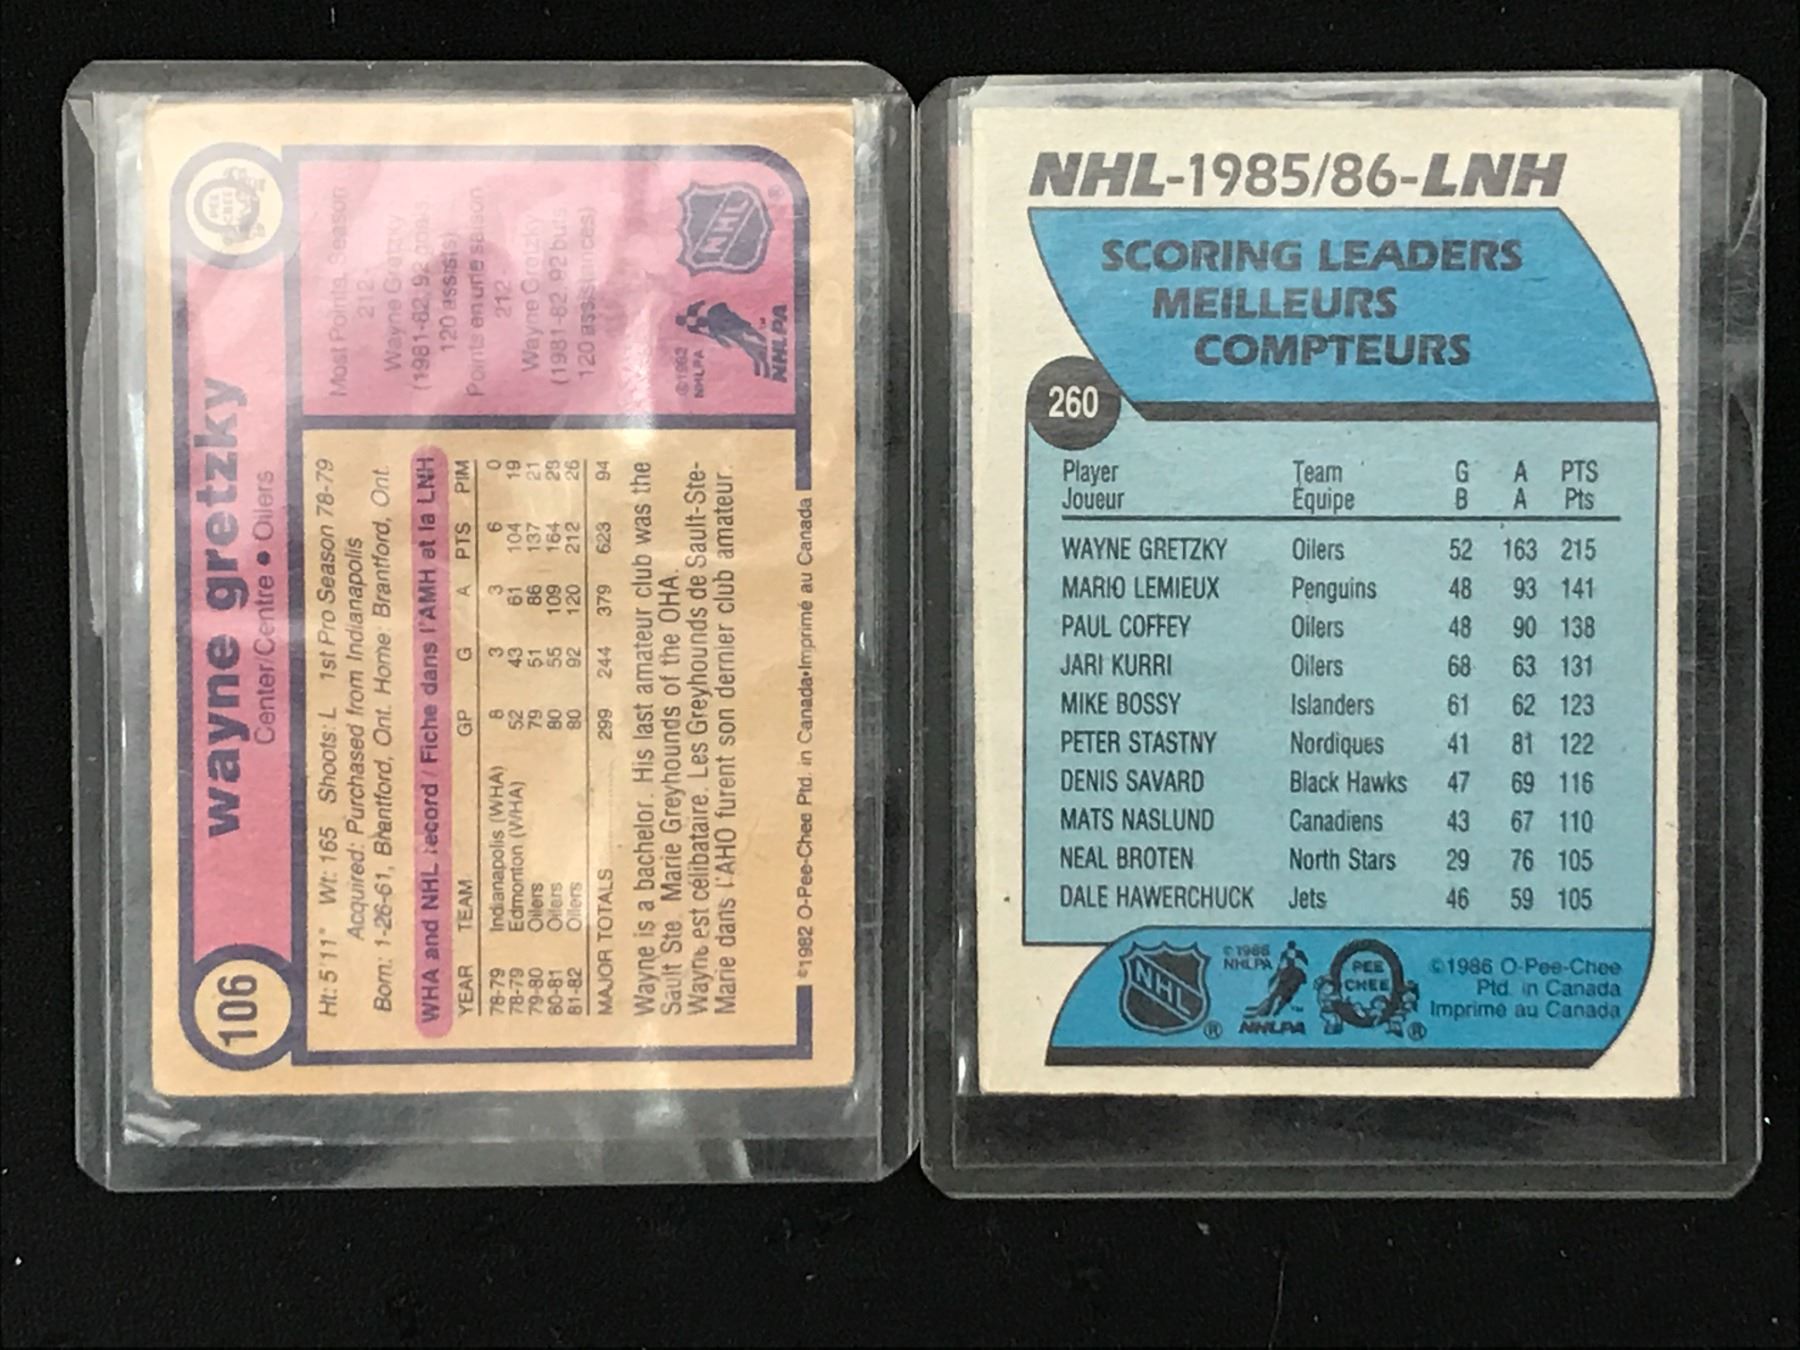 106
wayne gretzky
Center/Centre • Oilers
O
PEE
CHEE
Ht: 5'11" Wt: 165 Shoots: L 1st Pro Season 78-79
Acquired: Purchased from Indianapolis
Born: 1-26-61, Brantford, Ont. Home: Brantford, Ont.
WHA and NHL record / Fiche dans l'AMH et la LNH
YEAR TEAM GP G A PTS PIM
78-79 Indianapolis (WHA) 8 3 3 6 0
78-79 Edmonton (WHA) 52 43 61 104 19
79-80 Oilers 79 51 86 137 21
80-81 Oilers 80 55 109 164 28
81-82 Oilers 80 92 120 212 26
MAJOR TOTALS 299 244 379 623 94
Wayne is a bachelor. His last amateur club was the
Sault Ste. Marie Greyhounds of the OHA.
Wayne est célibataire. Les Greyhounds de Sault-Ste-
Marie dans l'AHO furent son dernier club amateur.
Most Points, Season
212-
Wayne Gretzky
(1981-82, 92 goals
120 assists)
Points en une saison
212-
Wayne Gretzky
(1981-82, 92 buts
120 assistances)
©1982
NHLPA
NHL
®
NHLPA
™
©1982 O-Pee-Chee Ptd. in Canada•Imprimé au Canada
NHL-1985/86-LNH
SCORING LEADERS
MEILLEURS
COMPTEURS
260
Player Team G A PTS
Joueur Équipe B A Pts
WAYNE GRETZKY Oilers 52 163 215
MARIO LEMIEUX Penguins 48 93 141
PAUL COFFEY Oilers 48 90 138
JARI KURRI Oilers 68 63 131
MIKE BOSSY Islanders 61 62 123
PETER STASTNY Nordiques 41 81 122
DENIS SAVARD Black Hawks 47 69 116
MATS NASLUND Canadiens 43 67 110
NEAL BROTEN North Stars 29 76 105
DALE HAWERCHUCK Jets 46 59 105
NHL
®
©1986
NHLPA
NHLPA
O
PEE
CHEE
®
©1986 O-Pee-Chee
Ptd. in Canada
Imprimé au Canada